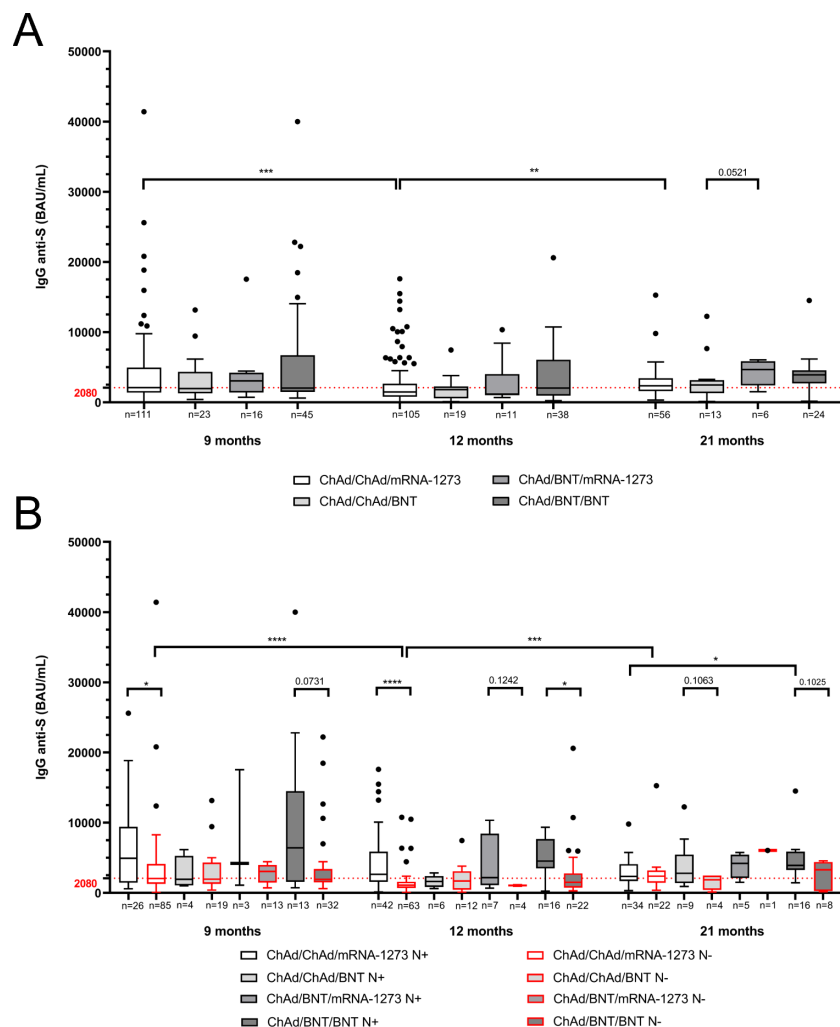 A
50000
40000
30000
20000
10000
2080
0
IgG anti-S (BAU/mL)
***
**
0.0521
n=111 n=23 n=16 n=45 n=105 n=19 n=11 n=38 n=56 n=13 n=6 n=24
9 months 12 months 21 months
ChAd/ChAd/mRNA-1273 ChAd/BNT/mRNA-1273
ChAd/ChAd/BNT ChAd/BNT/BNT
B
50000
40000
30000
20000
10000
2080
0
IgG anti-S (BAU/mL)
**** ***
*
* 0.0731 **** 0.1242 * 0.1063 0.1025
n=26 n=85 n=4 n=19 n=3 n=13 n=13 n=32 n=42 n=63 n=6 n=12 n=7 n=4 n=16 n=22 n=34 n=22 n=9 n=4 n=5 n=1 n=16 n=8
9 months 12 months 21 months
ChAd/ChAd/mRNA-1273 N+ ChAd/ChAd/mRNA-1273 N-
ChAd/ChAd/BNT N+ ChAd/ChAd/BNT N-
ChAd/BNT/mRNA-1273 N+ ChAd/BNT/mRNA-1273 N-
ChAd/BNT/BNT N+ ChAd/BNT/BNT N-